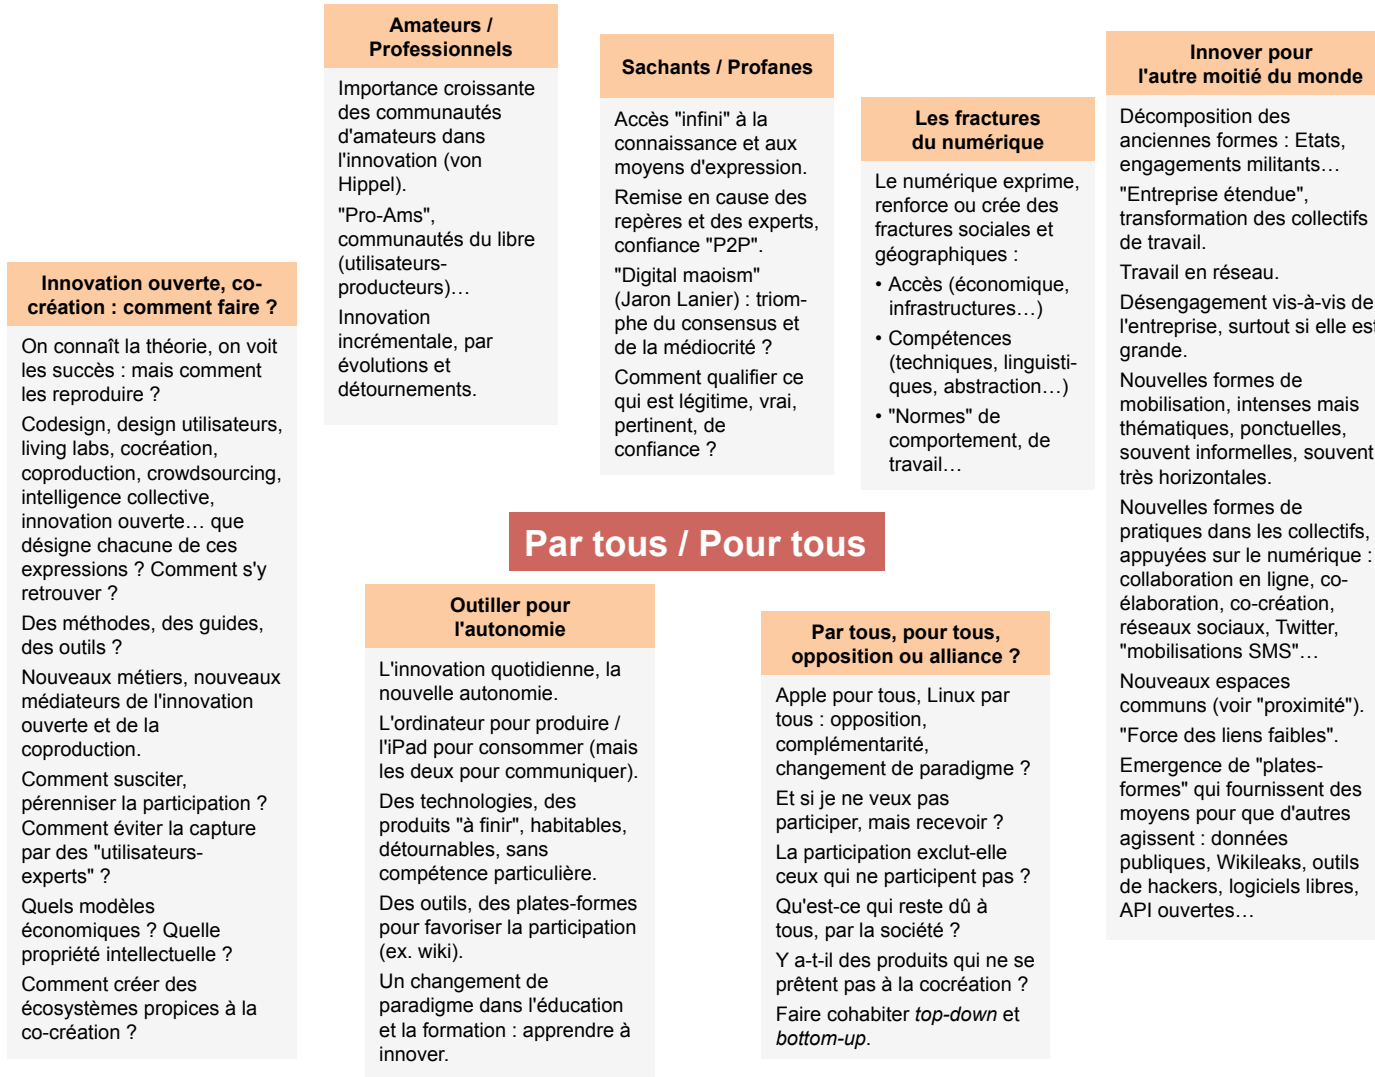 Amateurs /
Professionnels
Importance croissante
des communautés
d'amateurs dans
l'innovation (von
Hippel).
"Pro-Ams",
communautés du libre
(utilisateurs-
producteurs)…
Innovation
incrémentale, par
évolutions et
détournements.
Sachants / Profanes
Accès "infini" à la
connaissance et aux
moyens d'expression.
Remise en cause des
repères et des experts,
confiance "P2P".
"Digital maoism"
(Jaron Lanier) : triom-
phe du consensus et
de la médiocrité ?
Comment qualifier ce
qui est légitime, vrai,
pertinent, de
confiance ?
Les fractures
du numérique
Le numérique exprime,
renforce ou crée des
fractures sociales et
géographiques :
• Accès (économique,
infrastructures…)
• Compétences
(techniques, linguisti-
ques, abstraction…)
• "Normes" de
comportement, de
travail…
Innover pour
l'autre moitié du monde
Décomposition des
anciennes formes : Etats,
engagements militants…
"Entreprise étendue",
transformation des collectifs
de travail.
Travail en réseau.
Désengagement vis-à-vis de
l'entreprise, surtout si elle est
grande.
Nouvelles formes de
mobilisation, intenses mais
thématiques, ponctuelles,
souvent informelles, souvent
très horizontales.
Nouvelles formes de
pratiques dans les collectifs,
appuyées sur le numérique :
collaboration en ligne, co-
élaboration, co-création,
réseaux sociaux, Twitter,
"mobilisations SMS"…
Nouveaux espaces
communs (voir "proximité").
"Force des liens faibles".
Emergence de "plates-
formes" qui fournissent des
moyens pour que d'autres
agissent : données
publiques, Wikileaks, outils
de hackers, logiciels libres,
API ouvertes…
Innovation ouverte, co-
création : comment faire ?
On connaît la théorie, on voit
les succès : mais comment
les reproduire ?
Codesign, design utilisateurs,
living labs, cocréation,
coproduction, crowdsourcing,
intelligence collective,
innovation ouverte… que
désigne chacune de ces
expressions ? Comment s'y
retrouver ?
Des méthodes, des guides,
des outils ?
Nouveaux métiers, nouveaux
médiateurs de l'innovation
ouverte et de la
coproduction.
Comment susciter,
pérenniser la participation ?
Comment éviter la capture
par des "utilisateurs-
experts" ?
Quels modèles
économiques ? Quelle
propriété intellectuelle ?
Comment créer des
écosystèmes propices à la
co-création ?
Par tous / Pour tous
Outiller pour
l'autonomie
L'innovation quotidienne, la
nouvelle autonomie.
L'ordinateur pour produire /
l'iPad pour consommer (mais
les deux pour communiquer).
Des technologies, des
produits "à finir", habitables,
détournables, sans
compétence particulière.
Des outils, des plates-formes
pour favoriser la participation
(ex. wiki).
Un changement de
paradigme dans l'éducation
et la formation : apprendre à
innover.
Par tous, pour tous,
opposition ou alliance ?
Apple pour tous, Linux par
tous : opposition,
complémentarité,
changement de paradigme ?
Et si je ne veux pas
participer, mais recevoir ?
La participation exclut-elle
ceux qui ne participent pas ?
Qu'est-ce qui reste dû à
tous, par la société ?
Y a-t-il des produits qui ne se
prêtent pas à la cocréation ?
Faire cohabiter top-down et
bottom-up.